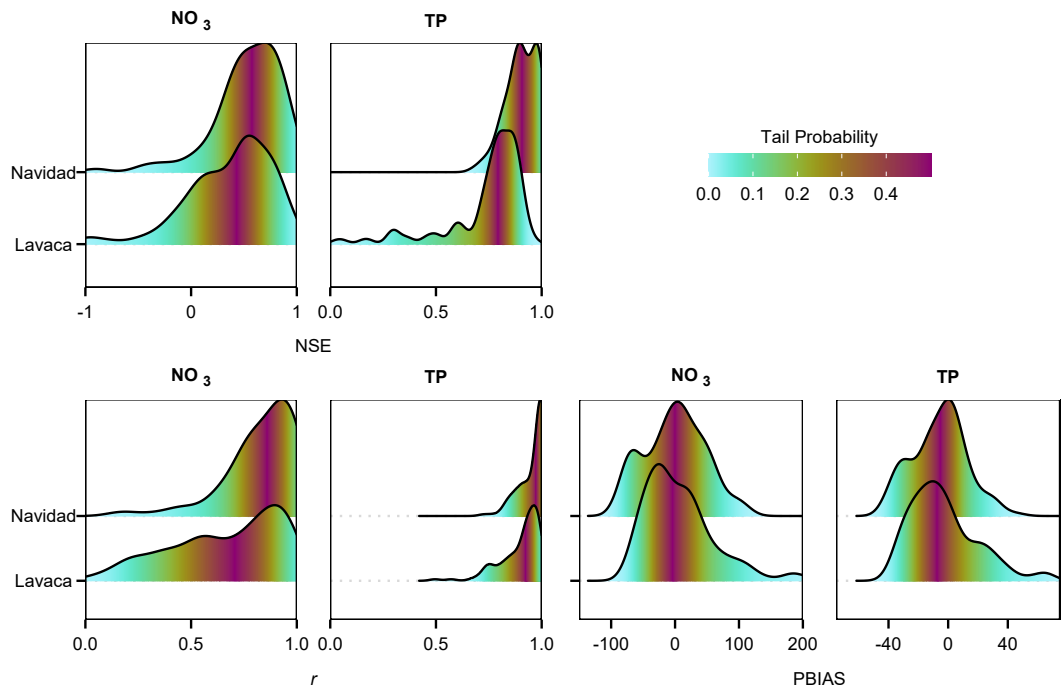 NO 3 TP
Tail Probability
0.0 0.1 0.2 0.3 0.4
Navidad
Lavaca
-1 0 1 0.0 0.5 1.0
NSE
NO 3 TP NO 3 TP
Navidad
Lavaca
0.0 0.5 1.0 0.0 0.5 1.0 -100 0 100 200 -40 0 40
r PBIAS